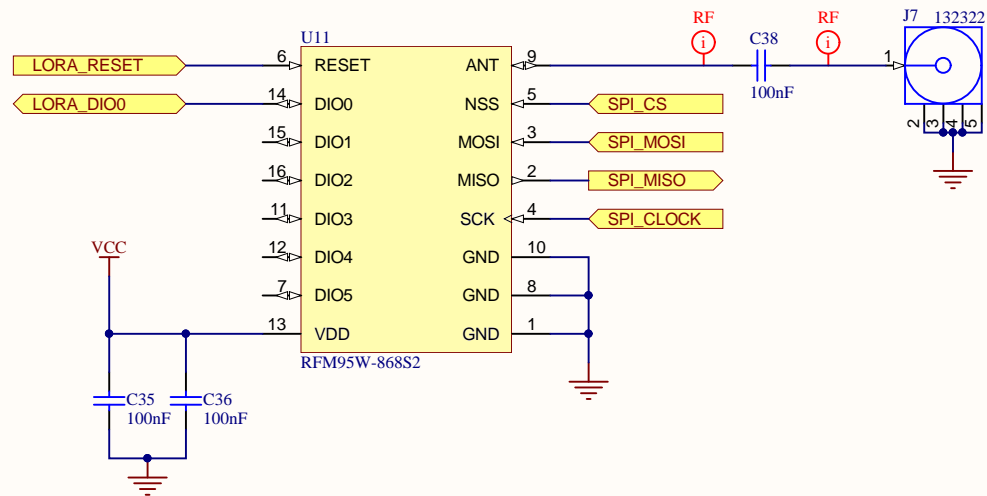 RF
RF
J7 132322
U11
C38
100nF
LORA_RESET
6
RESET
ANT
9
i
i
1
LORA_DIO0
14
DIO0
NSS
5
SPI_CS
2
3
4
5
15
DIO1
MOSI
3
SPI_MOSI
16
DIO2
MISO
2
SPI_MISO
11
DIO3
SCK
4
SPI_CLOCK
12
DIO4
GND
10
VCC
7
DIO5
GND
8
13
VDD
GND
1
RFM95W-868S2
C35
100nF
C36
100nF